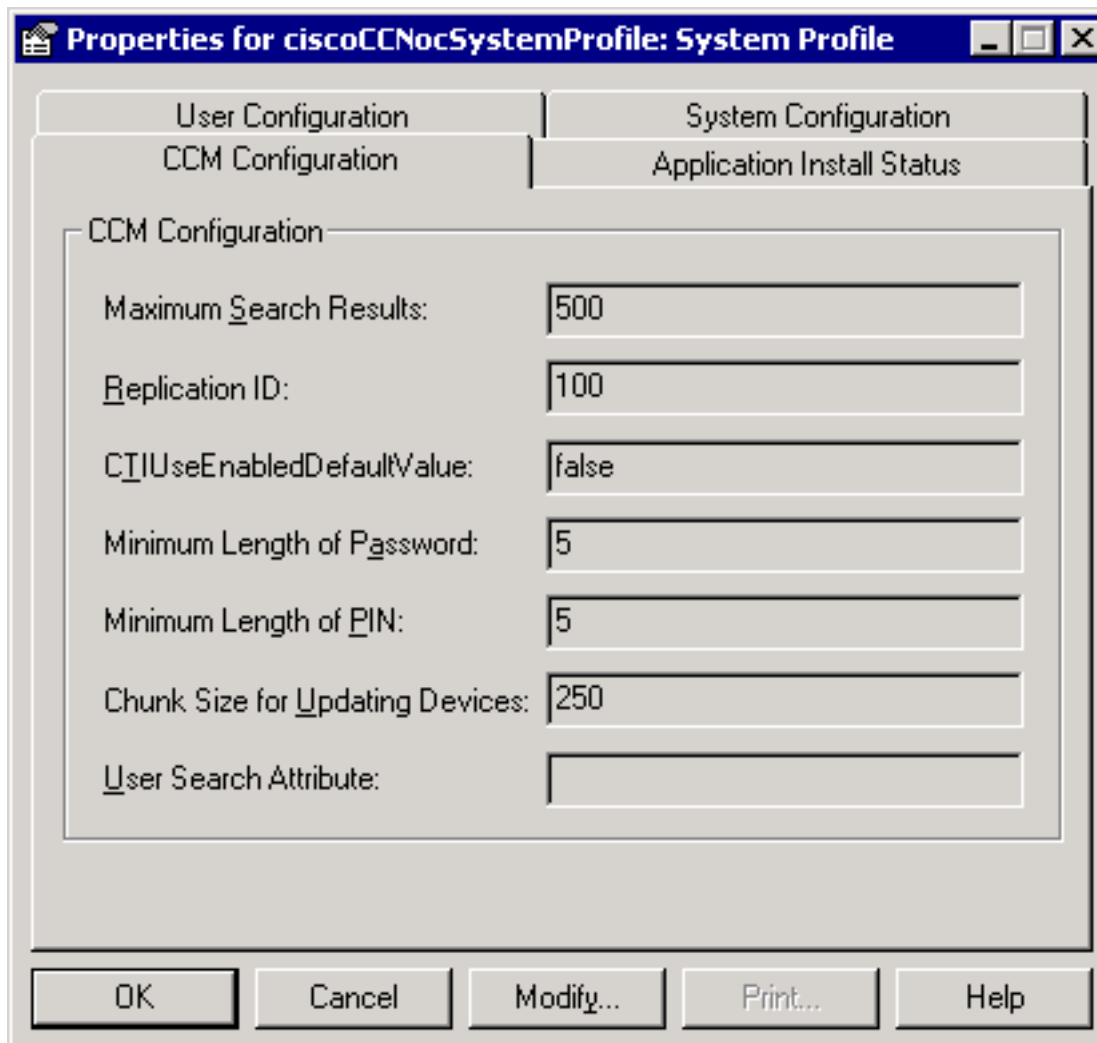 Properties for ciscoCCNocSystemProfile: System Profile
User Configuration
System Configuration
CCM Configuration
Application Install Status
CCM Configuration
Maximum Search Results: 500
Replication ID: 100
CTIUseEnabledDefaultValue: false
Minimum Length of Password: 5
Minimum Length of PIN: 5
Chunk Size for Updating Devices: 250
User Search Attribute:
OK Cancel Modify... Print... Help